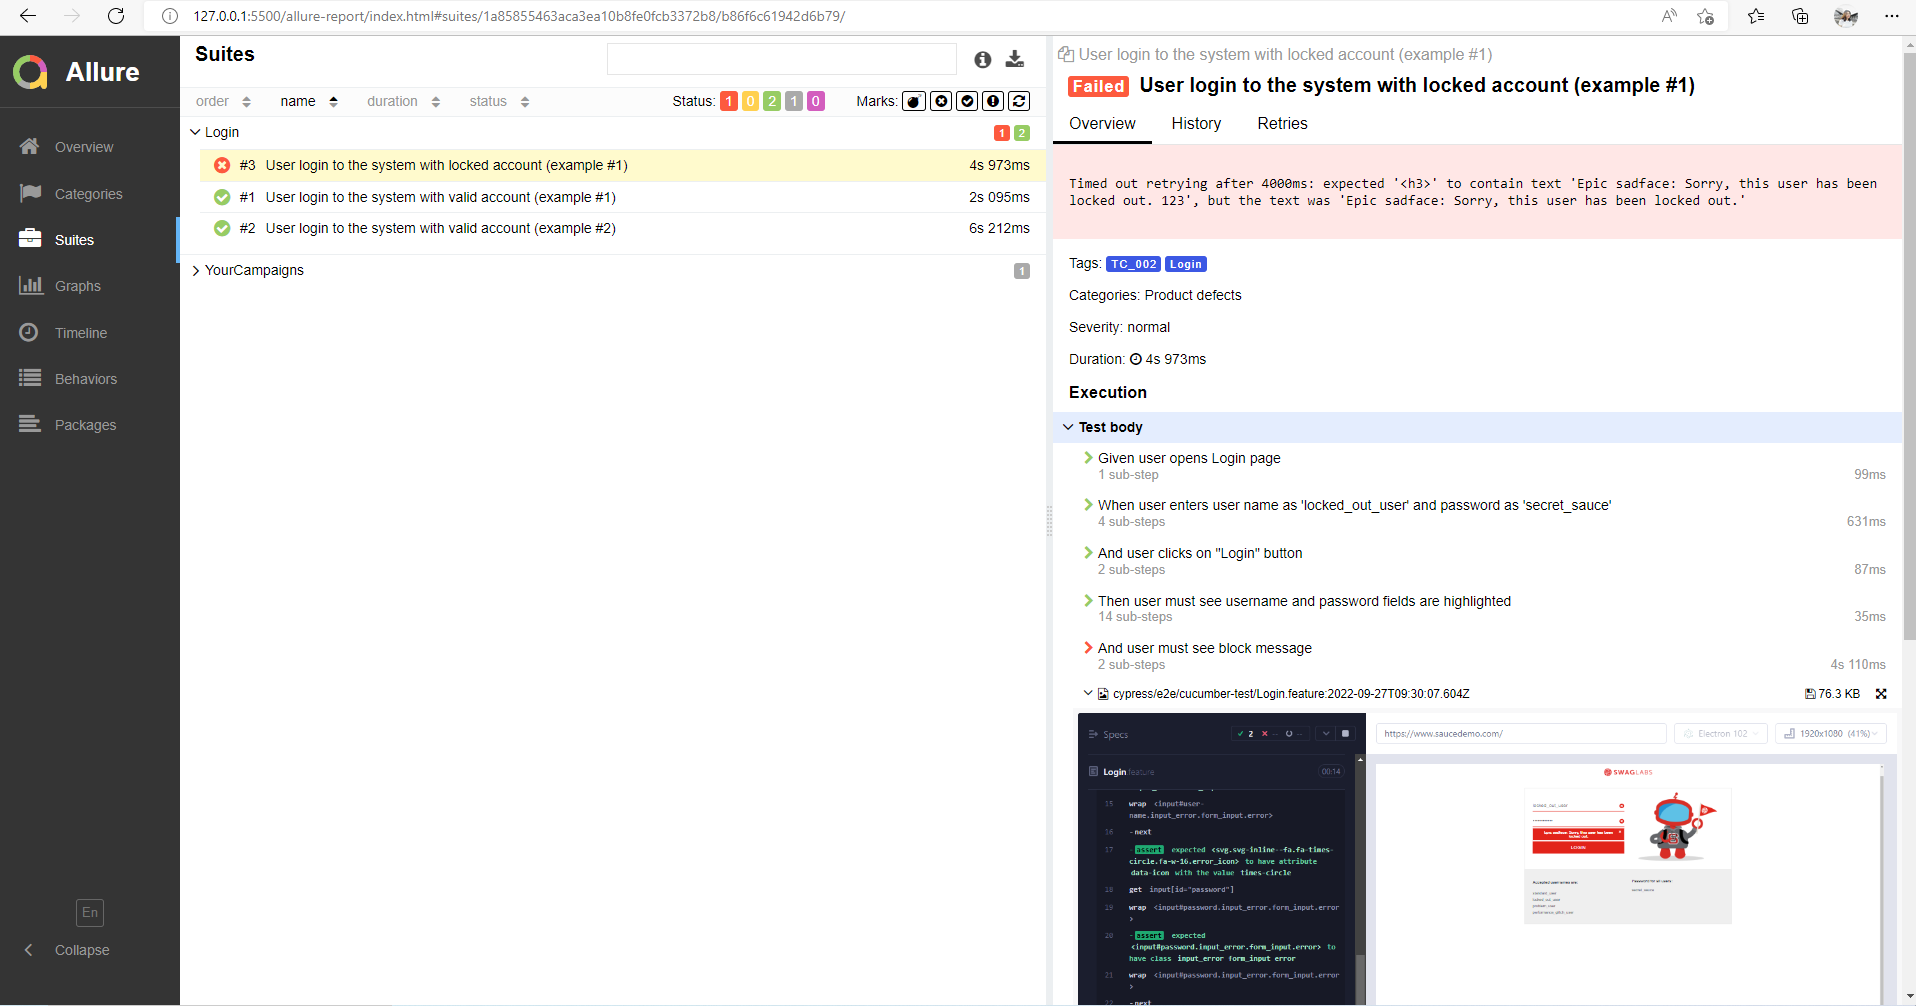 127.0.0.1:5500/allure-report/index.html#suites/1a85855463aca3ea10b8fe0fcb3372b8/b86f6c61942d6b79/
Allure
Overview
Categories
Suites
Graphs
Timeline
Behaviors
Packages
En
Collapse
Suites
order name duration status Status: 1 0 2 1 0 Marks:
Login 1 2
#3 User login to the system with locked account (example #1) 4s 973ms
#1 User login to the system with valid account (example #1) 2s 095ms
#2 User login to the system with valid account (example #2) 6s 212ms
YourCampaigns 1
User login to the system with locked account (example #1)
Failed User login to the system with locked account (example #1)
Overview History Retries
Timed out retrying after 4000ms: expected '<h3>' to contain text 'Epic sadface: Sorry, this user has been
locked out. 123', but the text was 'Epic sadface: Sorry, this user has been locked out.'
Tags: TC_002 Login
Categories: Product defects
Severity: normal
Duration: 4s 973ms
Execution
Test body
Given user opens Login page
1 sub-step 99ms
When user enters user name as 'locked_out_user' and password as 'secret_sauce'
4 sub-steps 631ms
And user clicks on "Login" button
2 sub-steps 87ms
Then user must see username and password fields are highlighted
14 sub-steps 35ms
And user must see block message
2 sub-steps 4s 110ms
cypress/e2e/cucumber-test/Login.feature:2022-09-27T09:30:07.604Z 76.3 KB
Specs 2 --
Login feature 00:14
15 wrap <input#user-
name.input_error.form_input.error>
16 -next
17 -assert expected <svg.svg-inline--fa.fa-times-
circle.fa-w-16.error_icon> to have attribute
data-icon with the value times-circle
18 get input[id="password"]
19 wrap <input#password.input_error.form_input.error
>
20 -assert expected
<input#password.input_error.form_input.error> to
have class input_error form_input error
21 wrap <input#password.input_error.form_input.error
>
22 -next
https://www.saucedemo.com/ Electron 102 1920x1080 (41%)
SWAGLABS
LOGIN
Accepted usernames are:
Password for all users: